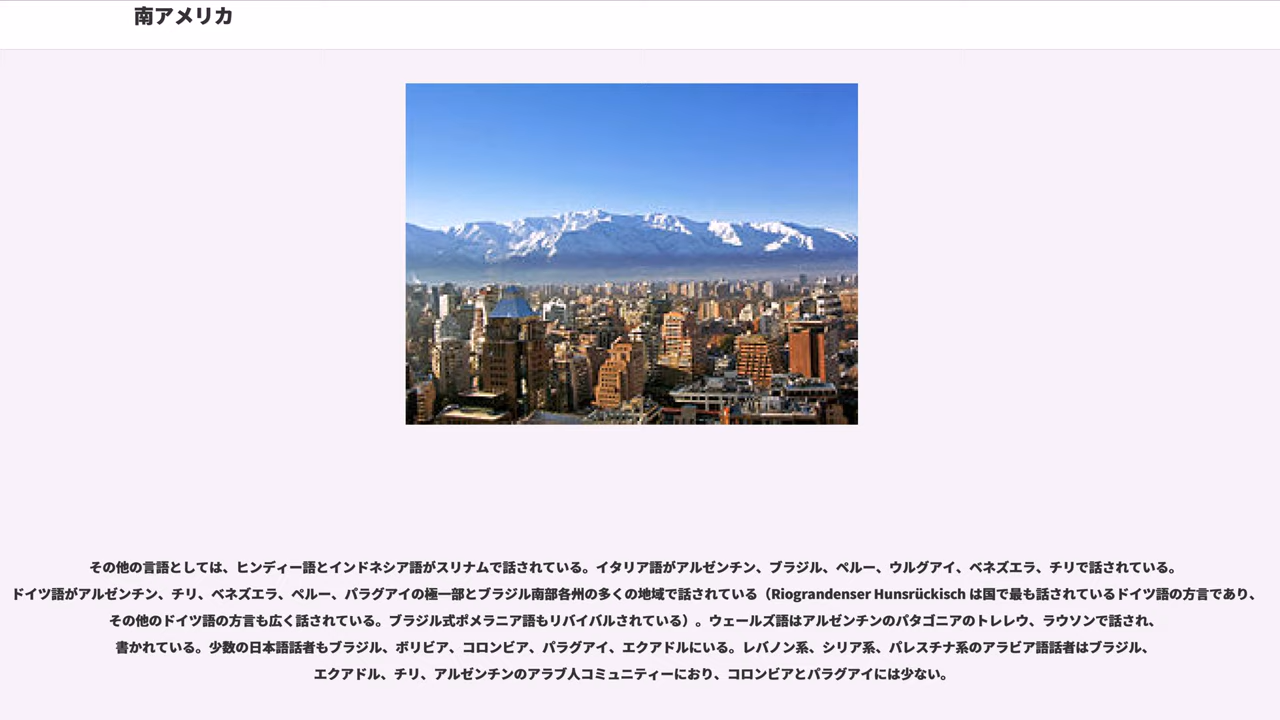 南アメリカ
その他の言語としては、ヒンディー語とインドネシア語がスリナムで話されている。イタリア語がアルゼンチン、ブラジル、ペルー、ウルグアイ、ベネズエラ、チリで話されている。
ドイツ語がアルゼンチン、チリ、ベネズエラ、ペルー、パラグアイの極一部とブラジル南部各州の多くの地域で話されている（Riograndenser Hunsrückisch は国で最も話されているドイツ語の方言であり、
その他のドイツ語の方言も広く話されている。ブラジル式ポメラニア語もリバイバルされている）。ウェールズ語はアルゼンチンのパタゴニアのトレレウ、ラウソンで話され、
書かれている。少数の日本語話者もブラジル、ボリビア、コロンビア、パラグアイ、エクアドルにいる。レバノン系、シリア系、パレスチナ系のアラビア語話者はブラジル、
エクアドル、チリ、アルゼンチンのアラブ人コミュニティーにおり、コロンビアとパラグアイには少ない。